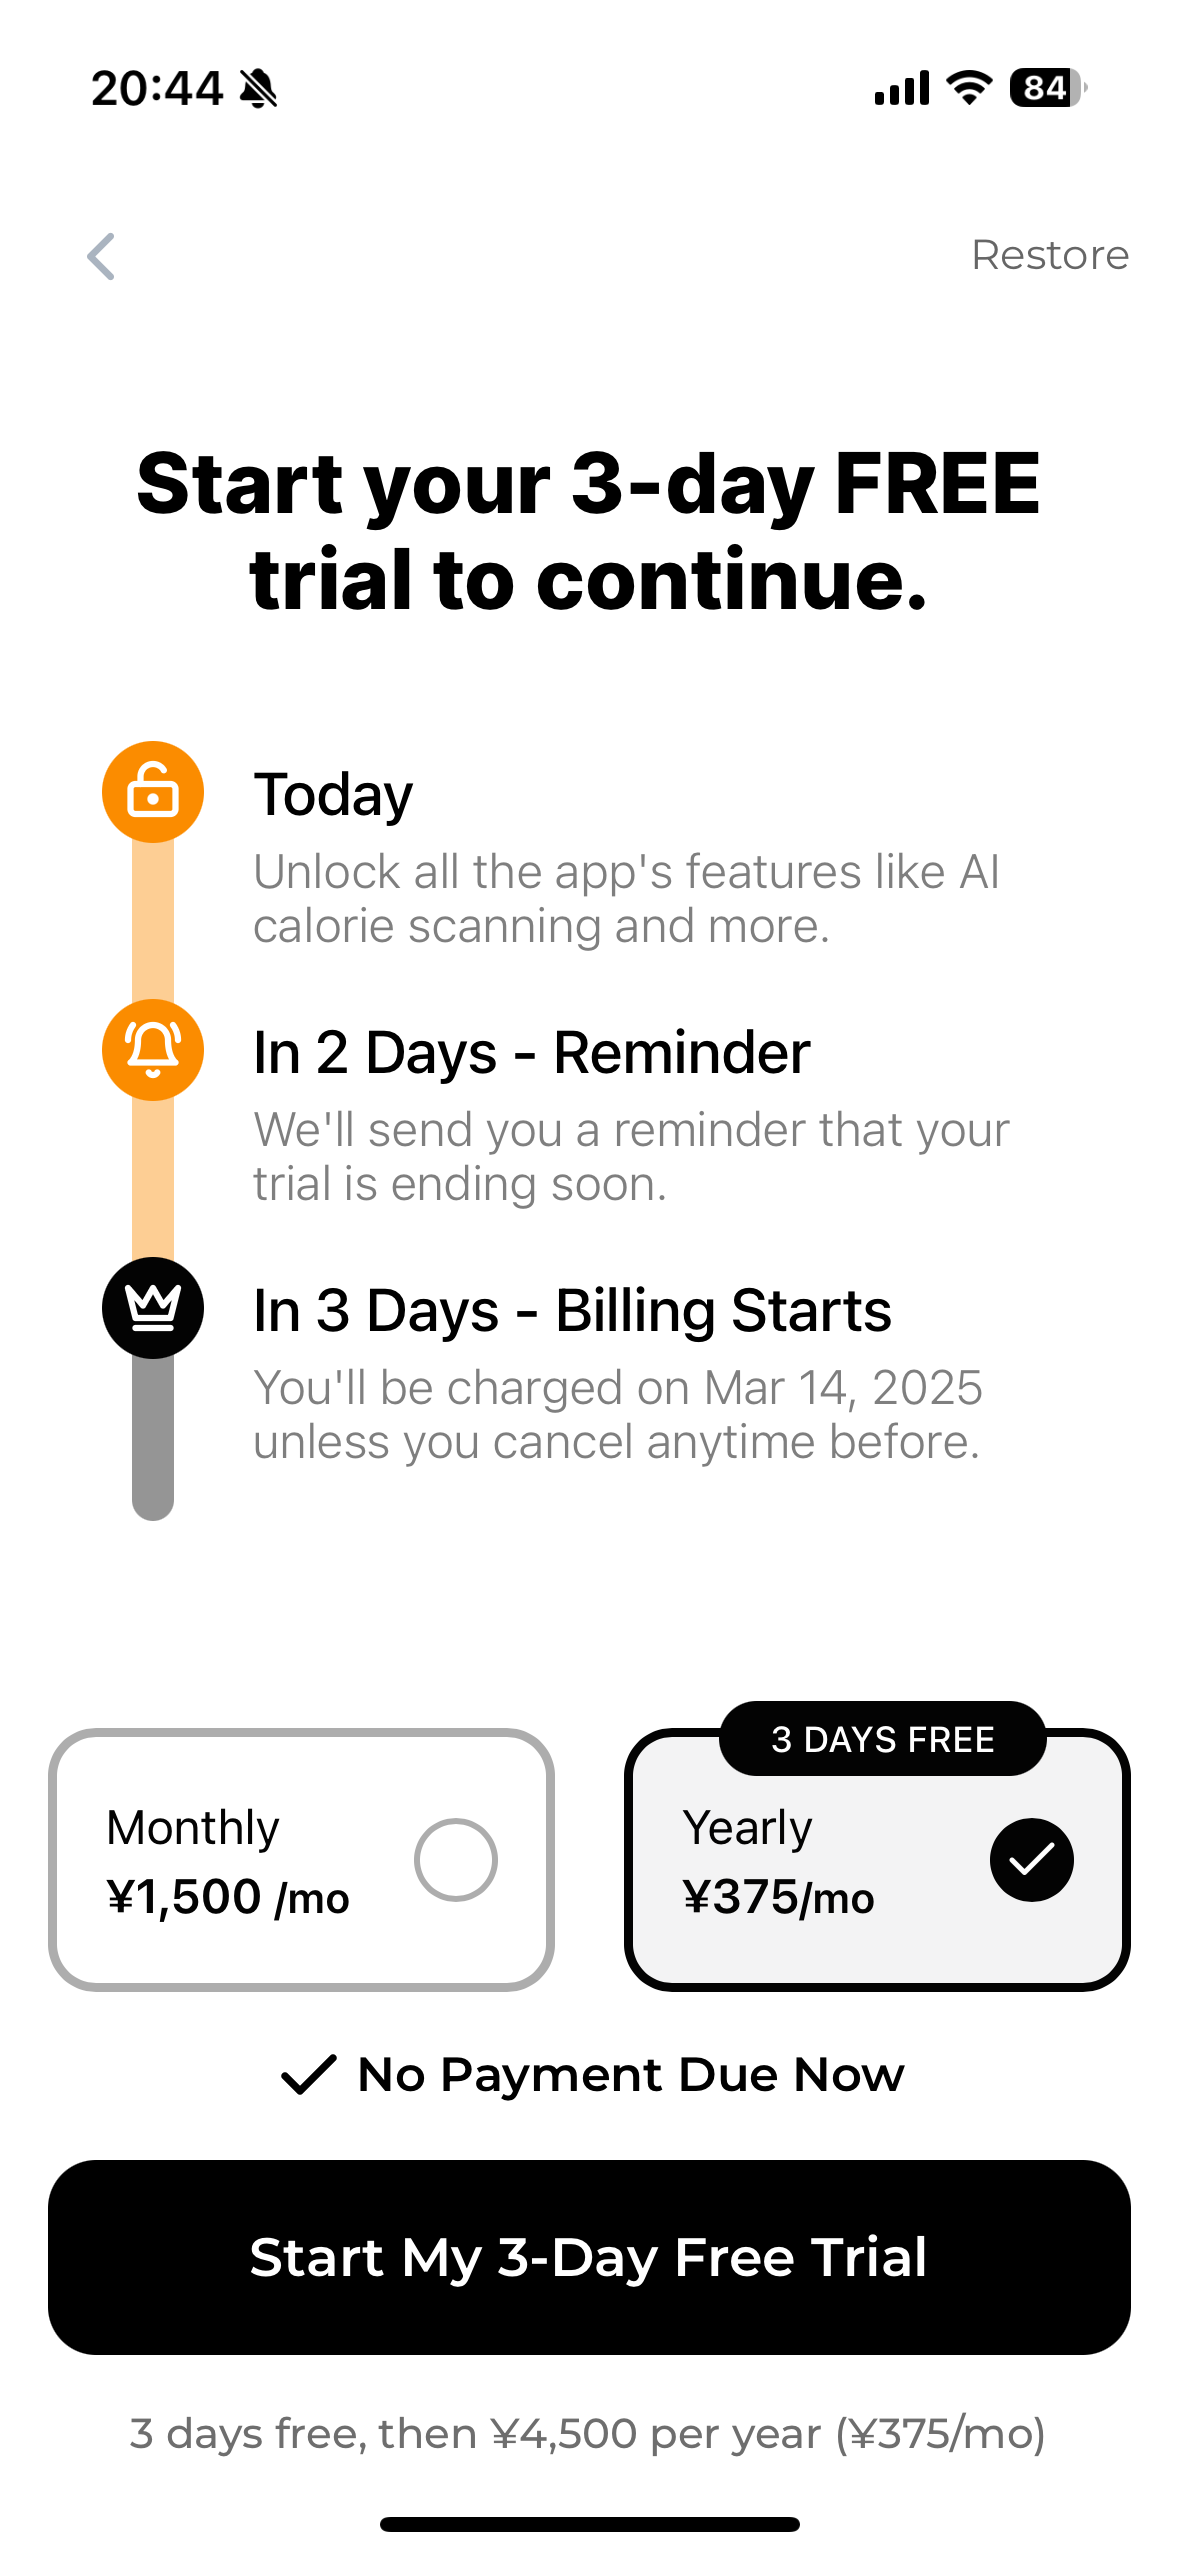 20:44
84
Restore
Start your 3-day FREE
trial to continue.
Today
Unlock all the app's features like AI
calorie scanning and more.
In 2 Days - Reminder
We'll send you a reminder that your
trial is ending soon.
In 3 Days - Billing Starts
You'll be charged on Mar 14, 2025
unless you cancel anytime before.
Monthly
¥1,500 /mo
3 DAYS FREE
Yearly
¥375/mo
No Payment Due Now
Start My 3-Day Free Trial
3 days free, then ¥4,500 per year (¥375/mo)